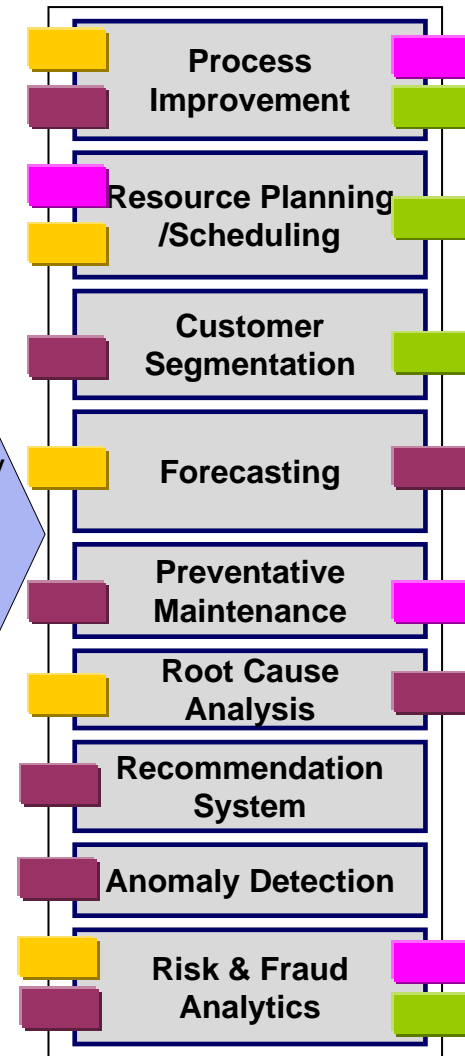 Process
Improvement
Resource Planning
/Scheduling
Customer
Segmentation
Forecasting
Preventative
Maintenance
Root Cause
Analysis
Recommendation
System
Anomaly Detection
Risk & Fraud
Analytics